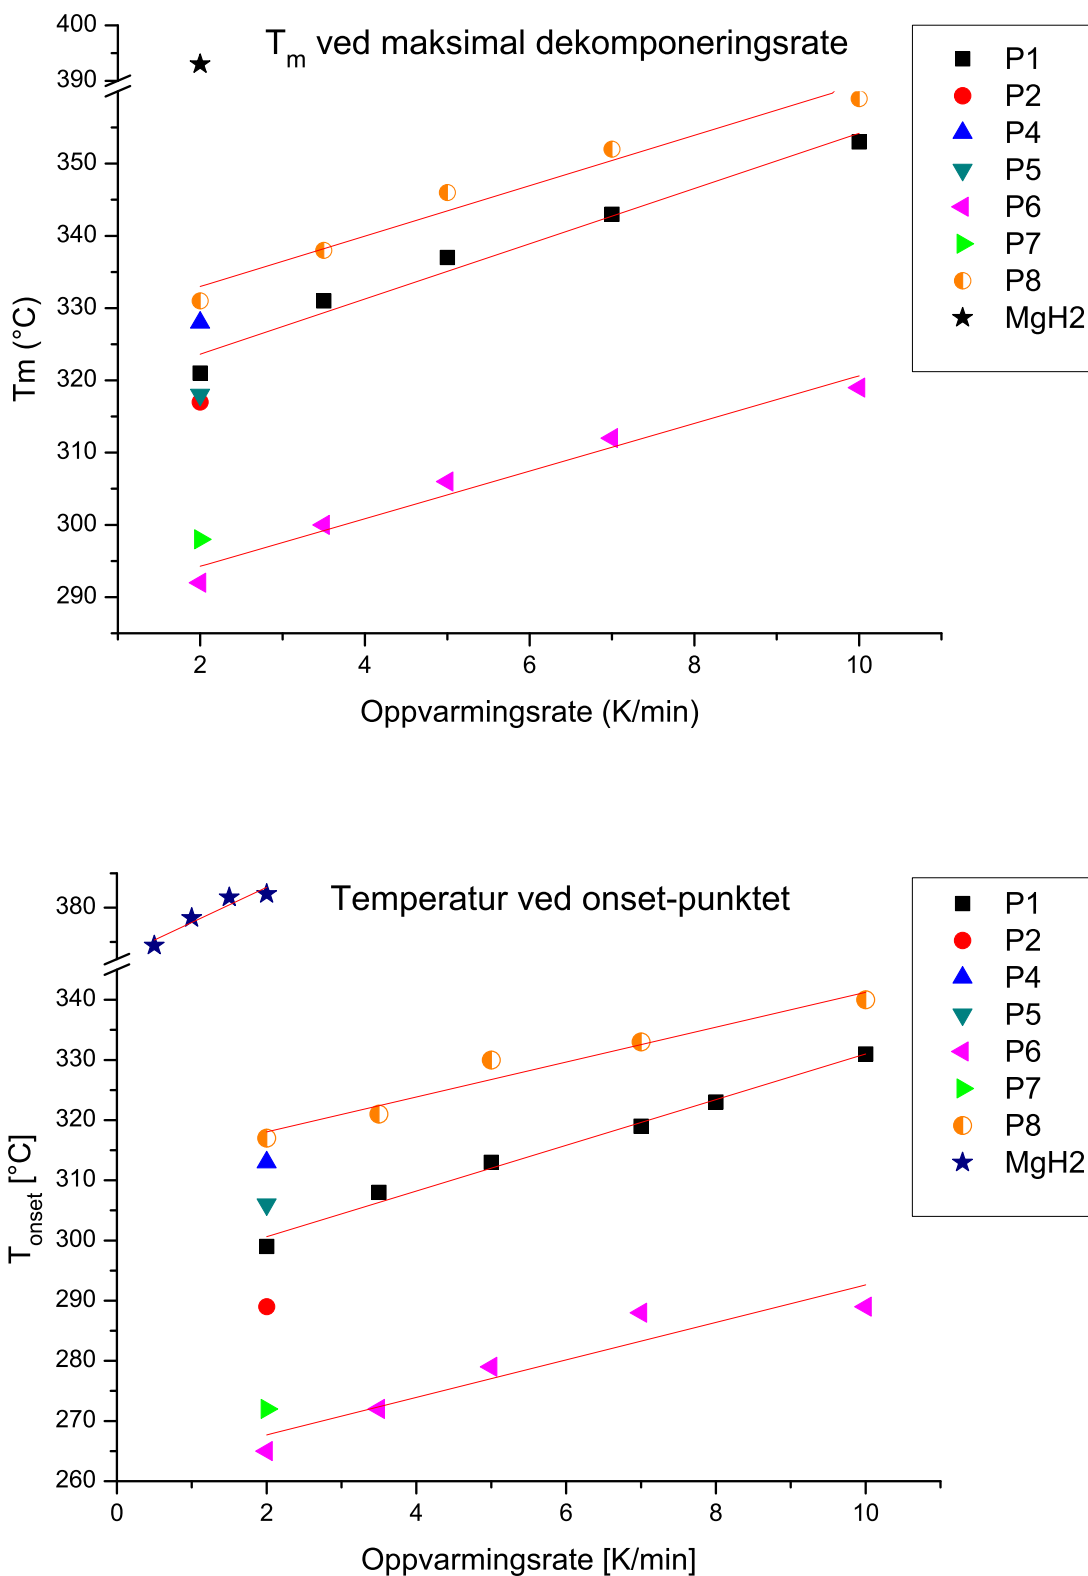 400
390
350
340
330
320
310
300
290
T_m ved maksimal dekomponeringsrate
Tm (°C)
2
4
6
8
10
Oppvarmingsrate (K/min)
P1
P2
P4
P5
P6
P7
P8
MgH2
380
340
330
320
310
300
290
280
270
260
Temperatur ved onset-punktet
T_onset [°C]
0
2
4
6
8
10
Oppvarmingsrate [K/min]
P1
P2
P4
P5
P6
P7
P8
MgH2